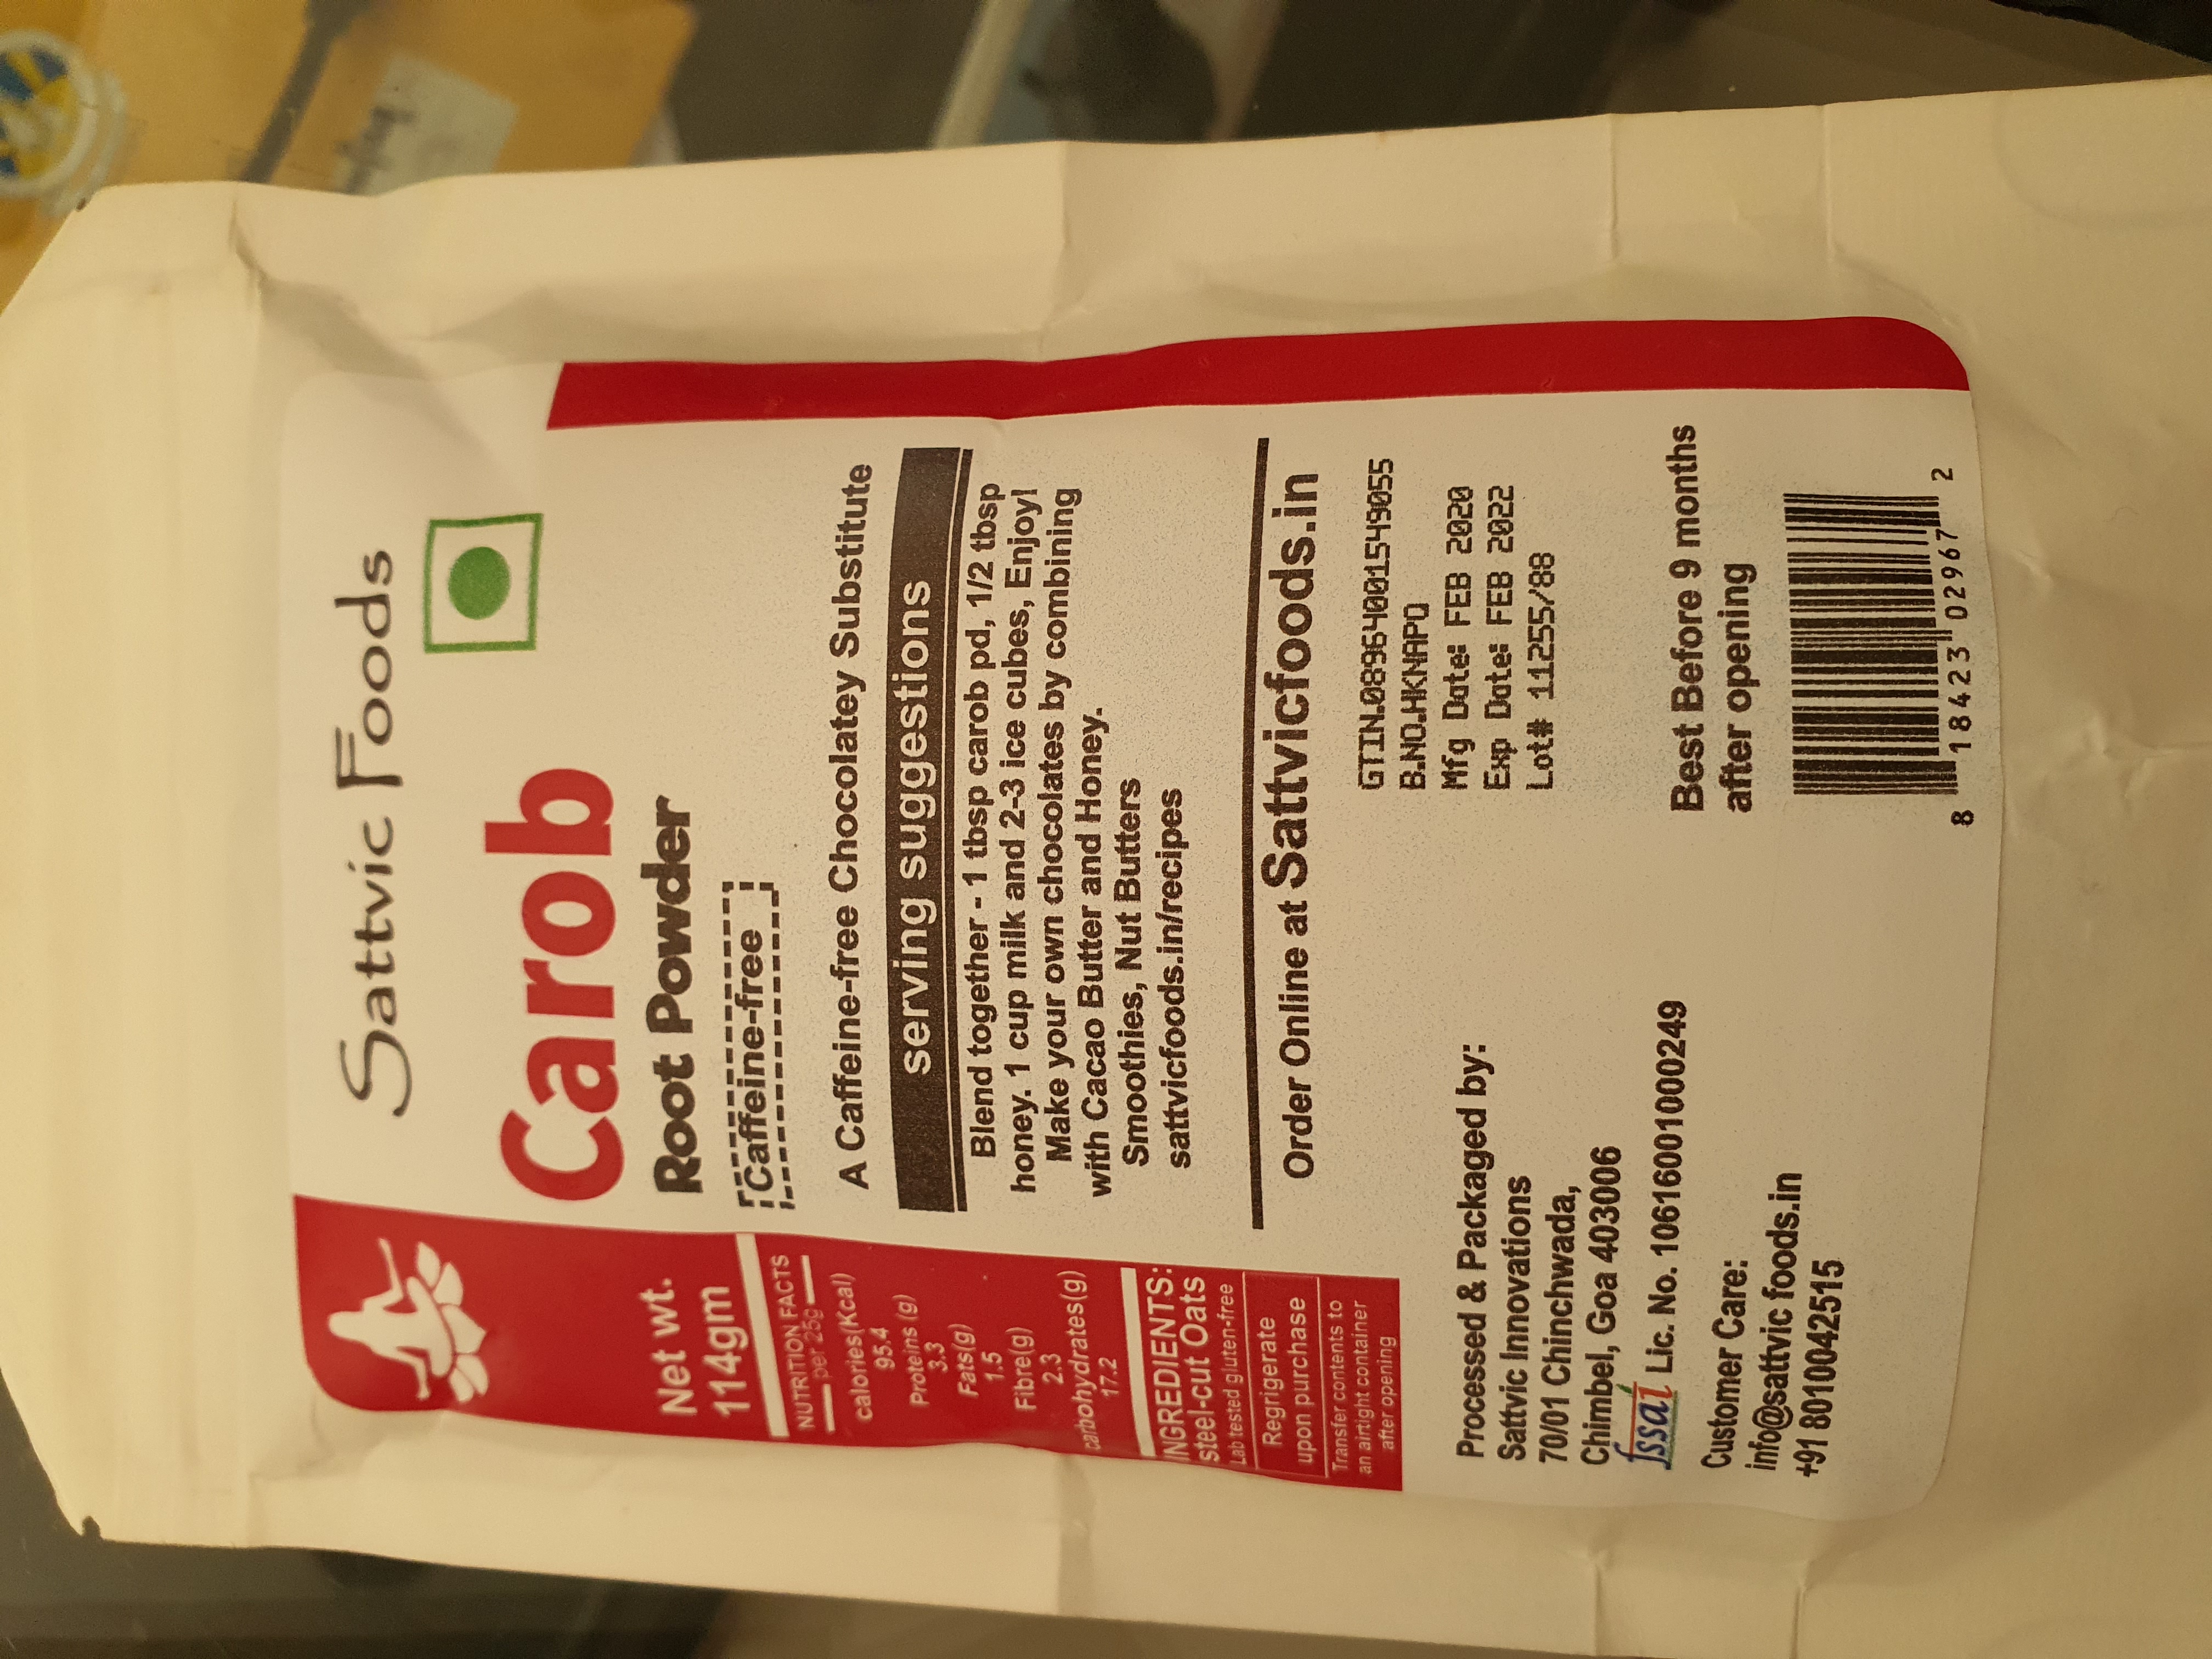 Sattvic Foods
Carob
Root Powder
Caffeine-free
A Caffeine-free Chocolatey Substitute
serving suggestions
Blend together - 1 tbsp carob pd, 1/2 tbsp
honey. 1 cup milk and 2-3 ice cubes, Enjoy!
Make your own chocolates by combining
with Cacao Butter and Honey.
Smoothies, Nut Butters
sattvicfoods.in/recipes
Order Online at Sattvicfoods.in
Net wt.
114gm
NUTRITION FACTS
per 25g
calories(Kcal)
95.4
Proteins (g)
3.3
Fats(g)
1.5
Fibre(g)
2.3
carbohydrates(g)
17.2
INGREDIENTS:
steel-cut Oats
Lab tested gluten-free
Regrigerate
upon purchase
Transfer contents to
an airtight container
after opening
GTIN.08964001549055
B.NO.HKNAPO
Mfg Date: FEB 2020
Exp Date: FEB 2022
Lot# 11255/88
Processed & Packaged by:
Sattvic Innovations
70/01 Chinchwada,
Chimbel, Goa 403006
fssai Lic. No. 10616001000249
Customer Care:
info@sattvic foods.in
+91 8010042515
Best Before 9 months
after opening
8 18423 02967 2